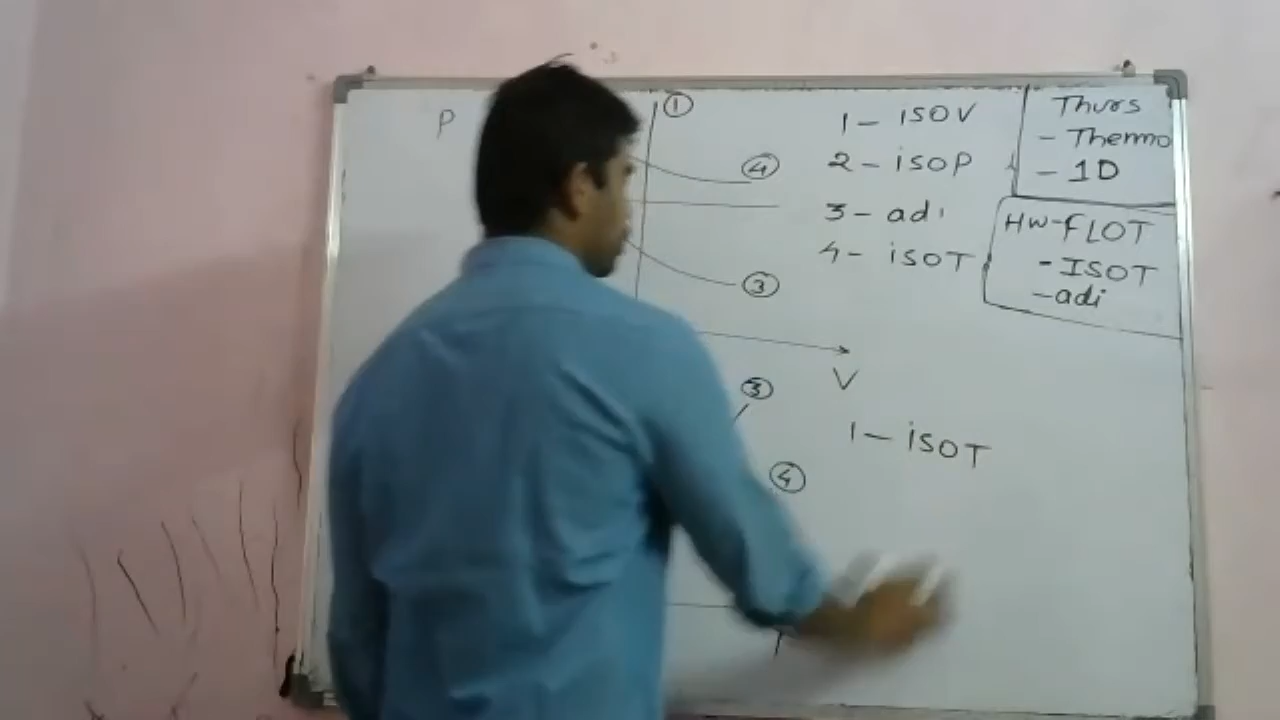 P
①
④
③
V
1 - isoV
2 - isoP
3 - adi
4 - isoT
Thurs
- Thermo
- 1D
HW - FLOT
- ISOT
- adi
③
④
1 - isoT